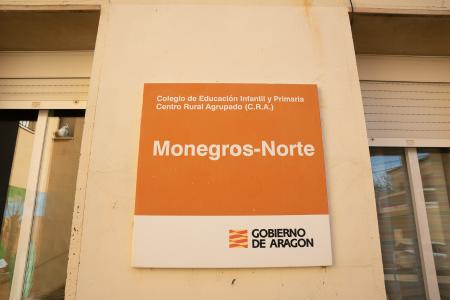 Colegio de Educación Infantil y Primaria
Centro Rural Agrupado (C.R.A.)
Monegros-Norte
GOBIERNO
DE ARAGON